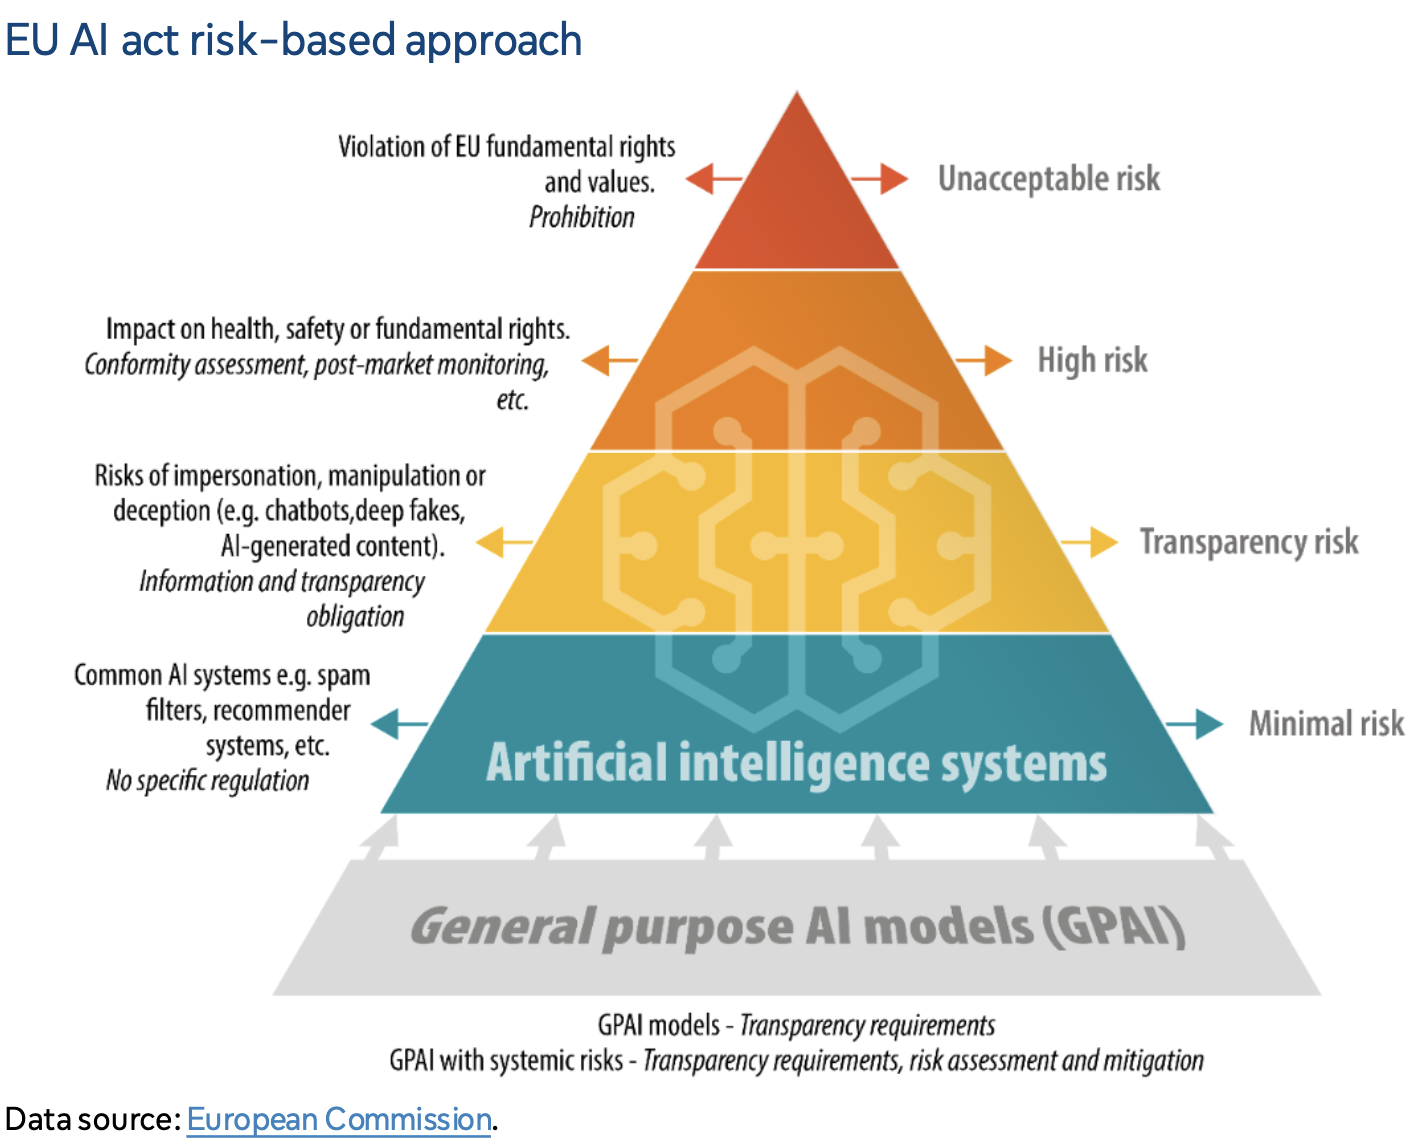 EU AI act risk-based approach
Violation of EU fundamental rights
and values.
Prohibition
Unacceptable risk
Impact on health, safety or fundamental rights.
Conformity assessment, post-market monitoring,
etc.
High risk
Risks of impersonation, manipulation or
deception (e.g. chatbots,deep fakes,
AI-generated content).
Information and transparency
obligation
Transparency risk
Common AI systems e.g. spam
filters, recommender
systems, etc.
No specific regulation
Minimal risk
Artificial intelligence systems
General purpose AI models (GPAI)
GPAI models - Transparency requirements
GPAI with systemic risks - Transparency requirements, risk assessment and mitigation
Data source: European Commission.